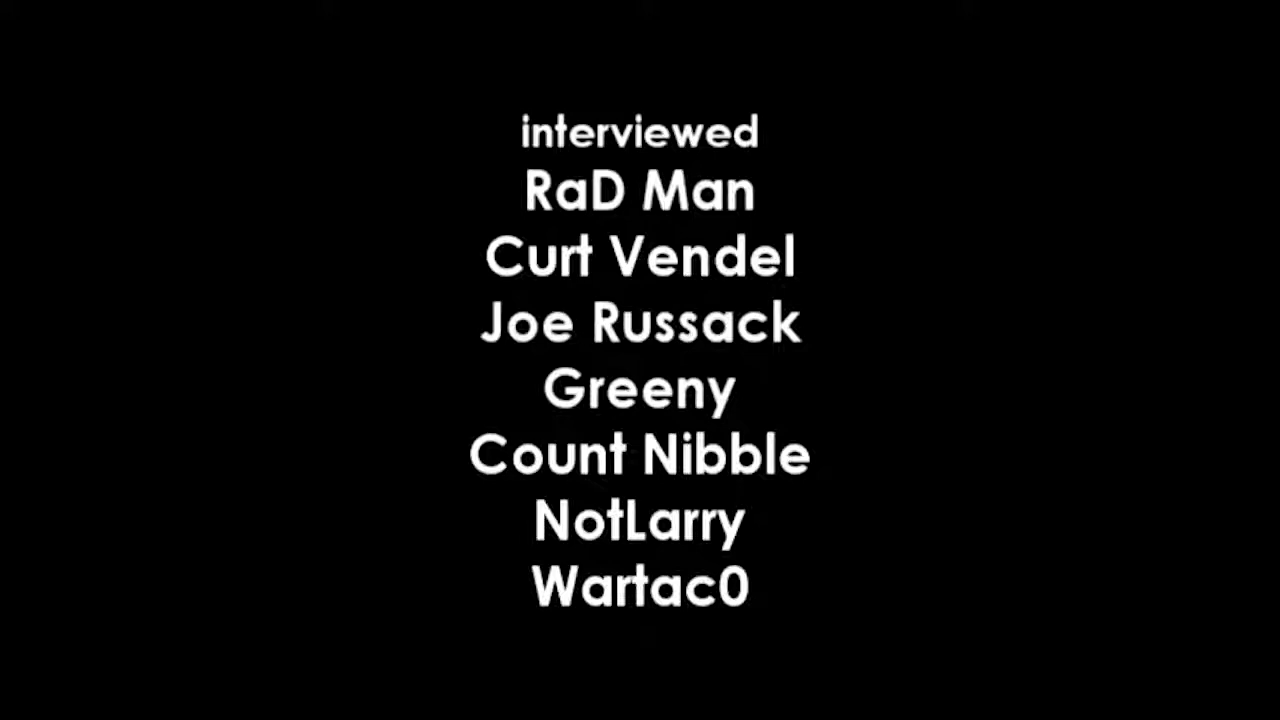 interviewed
RaD Man
Curt Vendel
Joe Russack
Greeny
Count Nibble
NotLarry
Wartac0